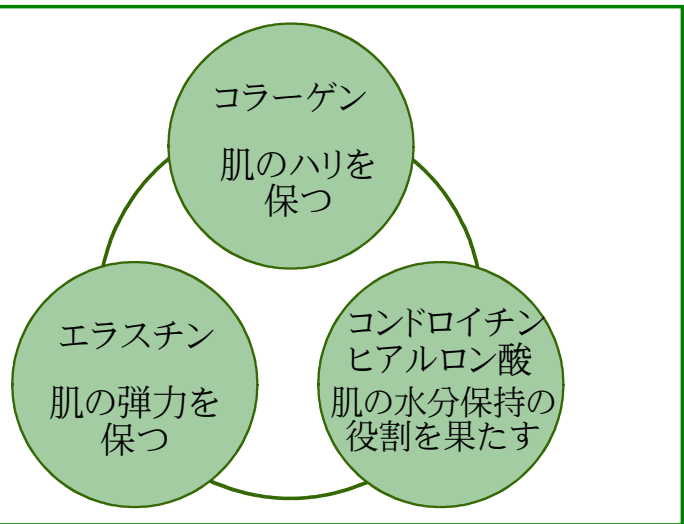 コラーゲン
肌のハリを
保つ
エラスチン
肌の弾力を
保つ
コンドロイチン
ヒアルロン酸
肌の水分保持の
役割を果たす